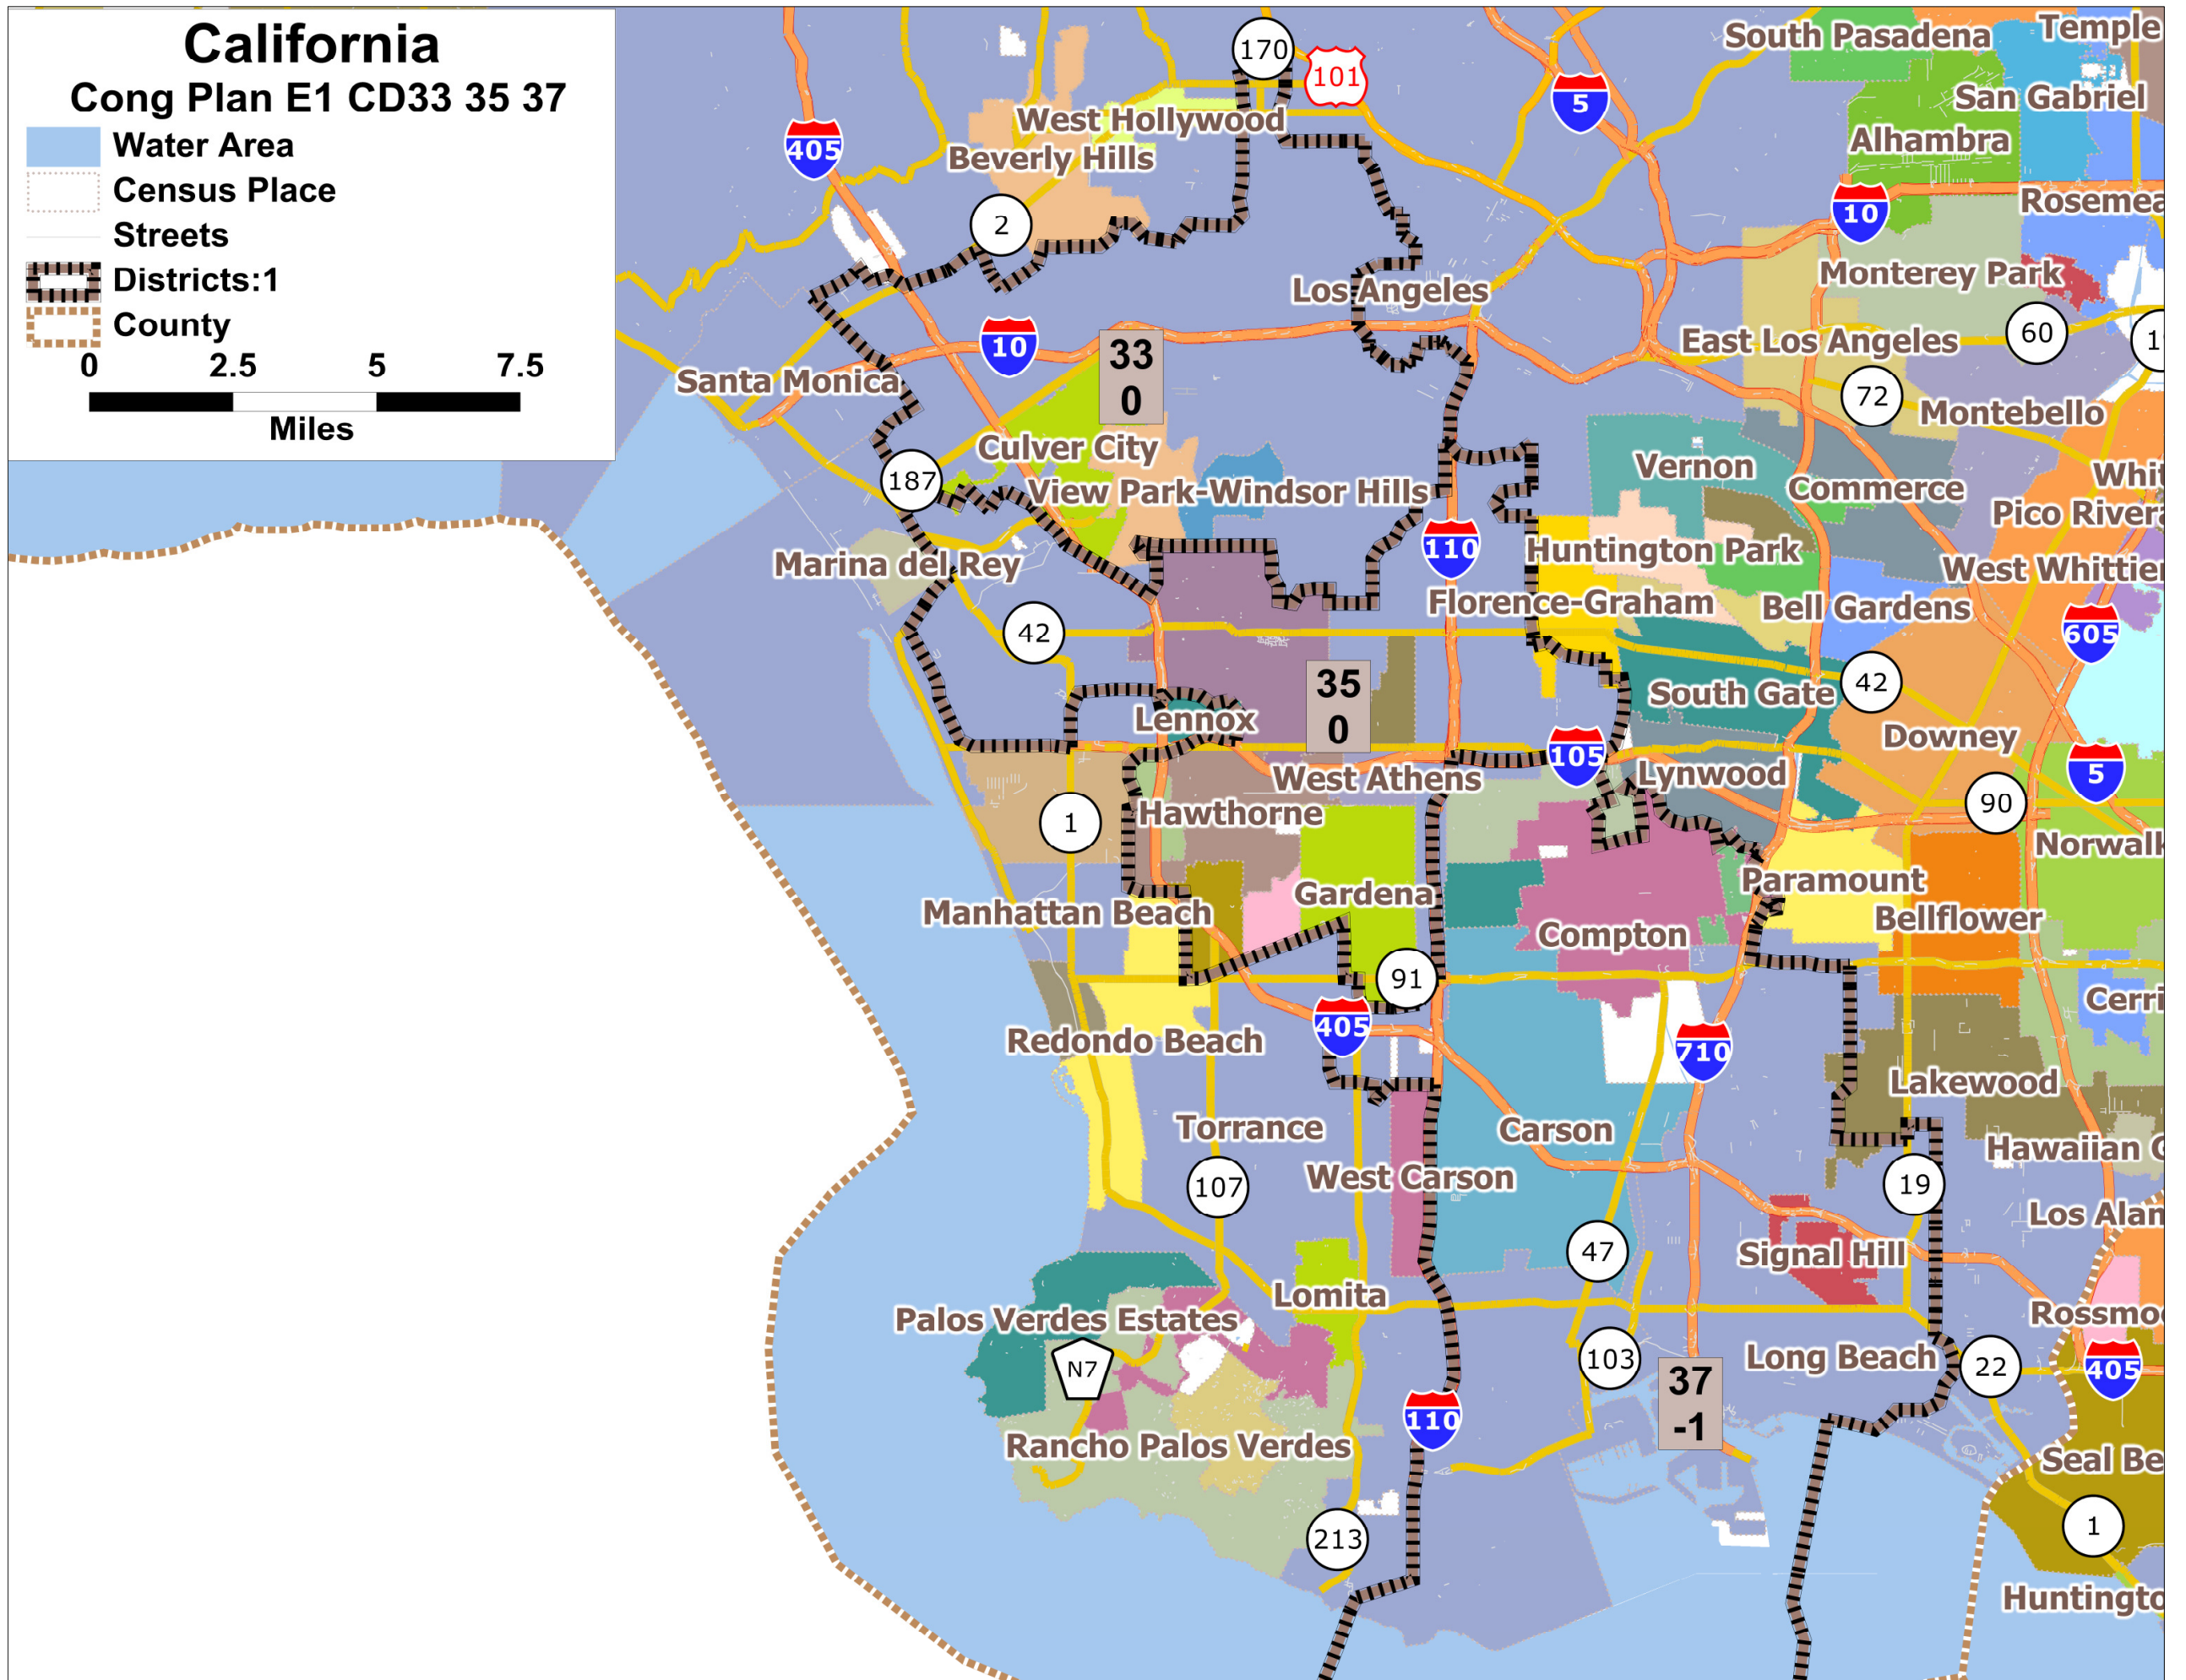 California
Cong Plan E1 CD33 35 37
Water Area
Census Place
Streets
Districts:1
County
0 2.5 5 7.5
Miles
170
101
5
South Pasadena
Temple
San Gabriel
405
West Hollywood
Beverly Hills
Alhambra
2
10
Rosemea
Monterey Park
Los Angeles
60
1
10
33
0
East Los Angeles
Santa Monica
72
Montebello
187
Culver City
View Park-Windsor Hills
Vernon
Commerce
Whit
Pico Rivera
110
Marina del Rey
Huntington Park
West Whittier
Florence-Graham
Bell Gardens
42
605
35
0
South Gate
42
Lennox
Downey
105
5
West Athens
Lynwood
1
Hawthorne
90
Norwalk
Gardena
Paramount
Manhattan Beach
Bellflower
Compton
91
405
Cerri
Redondo Beach
710
Lakewood
Torrance
Carson
Hawaiian G
107
West Carson
19
Los Alam
47
Signal Hill
Lomita
Palos Verdes Estates
Rossmo
N7
103
Long Beach
22
405
37
-1
110
Rancho Palos Verdes
Seal Be
213
1
Huntingto